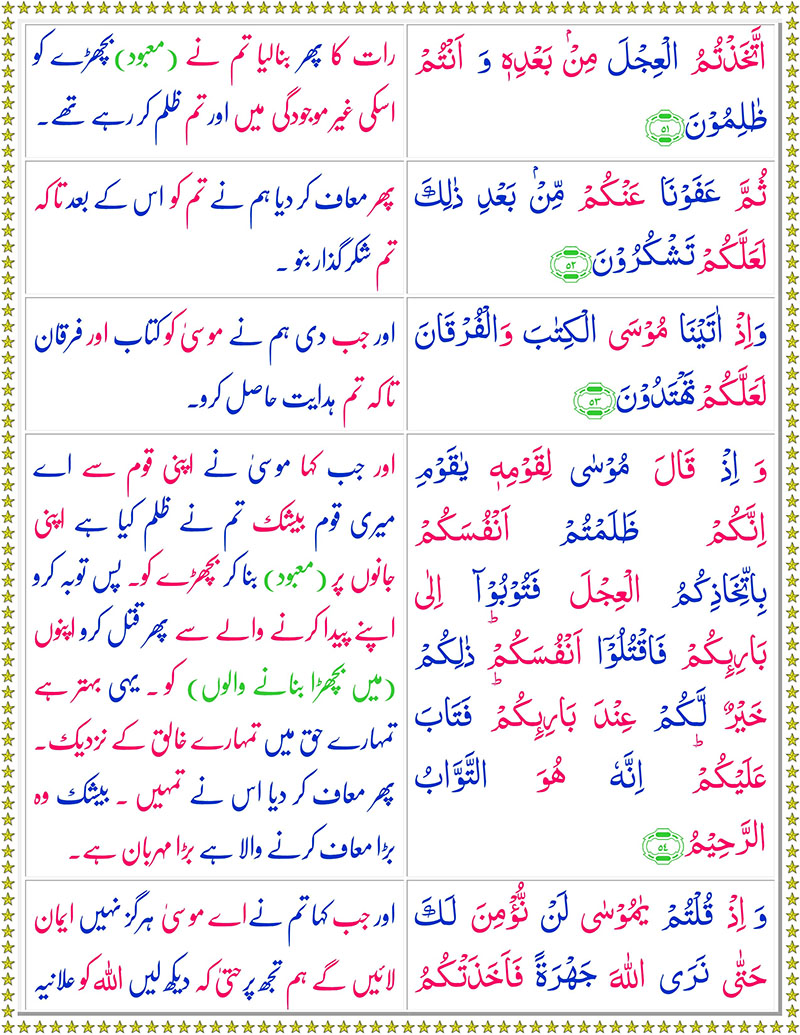 اتَّخَذْتُمُ الْعِجْلَ مِنْۢ بَعْدِهٖ وَ اَنْتُمْ
ظٰلِمُوْنَ ﴿٥١﴾
رات کا پھر بنالیا تم نے (معبود) بچھڑے کو
اسکی غیر موجودگی میں اور تم ظلم کر رہے تھے۔
ثُمَّ عَفَوْنَا عَنْكُمْ مِّنْۢ بَعْدِ ذٰلِكَ
لَعَلَّكُمْ تَشْكُرُوْنَ ﴿٥٢﴾
پھر معاف کر دیا ہم نے تم کو اس کے بعد تاکہ
تم شکر گذار بنو ۔
وَاِذْ اٰتَيْنَا مُوْسَى الْكِتٰبَ وَالْفُرْقَانَ
لَعَلَّكُمْ تَهْتَدُوْنَ ﴿٥٣﴾
اور جب دی ہم نے موسیٰ کو کتاب اور فرقان
تاکہ تم ہدایت حاصل کرو۔
وَ اِذْ قَالَ مُوْسٰى لِقَوْمِهٖ يٰقَوْمِ
اِنَّكُمْ ظَلَمْتُمْ اَنْفُسَكُمْ
بِاتِّخَاذِكُمُ الْعِجْلَ فَتُوْبُوْٓا اِلٰى
بَارِىِٕكُمْ فَاقْتُلُوْٓا اَنْفُسَكُمْ ؕ ذٰلِكُمْ
خَيْرٌ لَّكُمْ عِنْدَ بَارِىِٕكُمْ ؕ فَتَابَ
عَلَيْكُمْ ؕ اِنَّهٗ هُوَ التَّوَّابُ
الرَّحِيْمُ ﴿٥٤﴾
اور جب کہا موسیٰ نے اپنی قوم سے اے
میری قوم بیشک تم نے ظلم کیا ہے اپنی
جانوں پر (معبود) بنا کر بچھڑے کو۔ پس توبہ کرو
اپنے پیدا کرنے والے سے پھر قتل کرو اپنوں
(میں بچھڑا بنانے والوں) کو ۔ یہی بہتر ہے
تمہارے حق میں تمہارے خالق کے نزدیک۔
پھر معاف کر دیا اس نے تمہیں ۔ بیشک وہ
بڑا معاف کرنے والا ہے بڑا مہربان ہے۔
وَ اِذْ قُلْتُمْ يٰمُوْسٰى لَنْ نُّؤْمِنَ لَكَ
حَتّٰى نَرَى اللّٰهَ جَهْرَةً فَاَخَذَتْكُمُ
اور جب کہا تم نے اے موسیٰ ہرگز نہیں ایمان
لائیں گے ہم تجھ پر حتیٰ کہ دیکھ لیں اللہ کو علانیہ